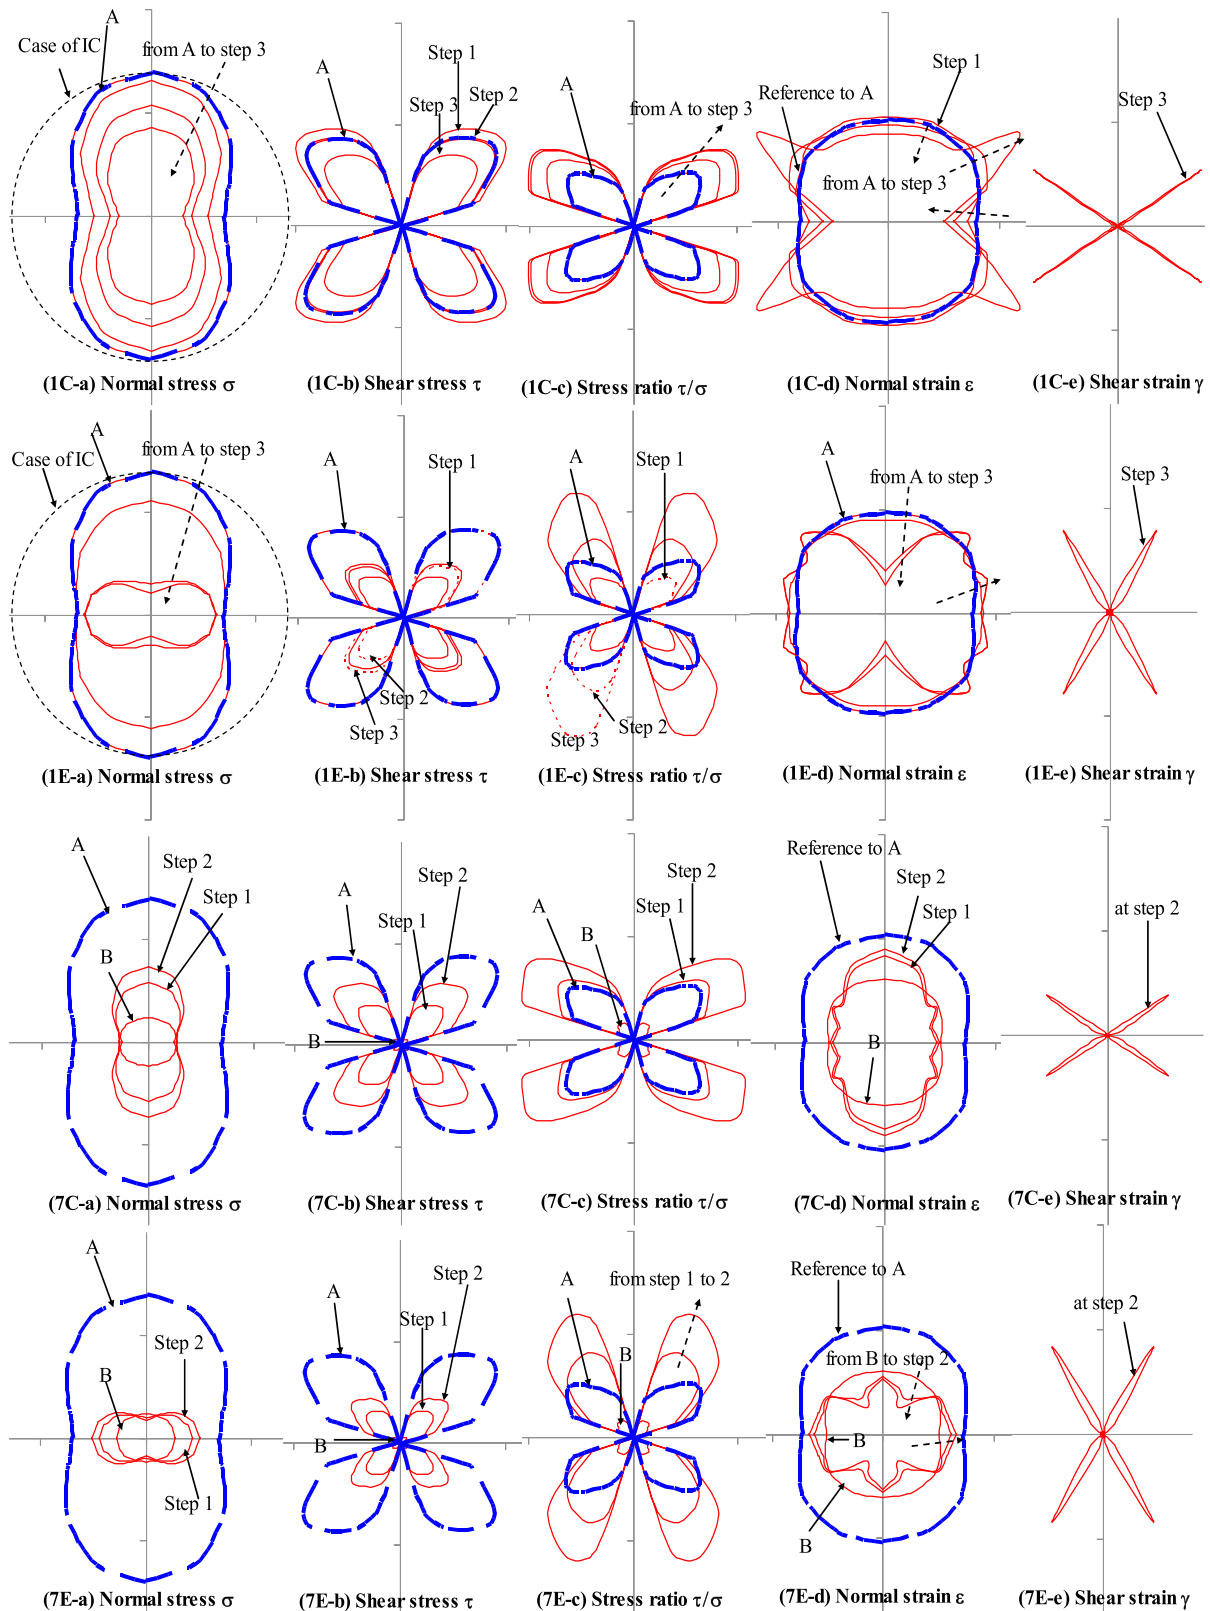 A
Case of IC
from A to step 3
(1C-a) Normal stress σ
A
Step 1
Step 3
Step 2
(1C-b) Shear stress τ
A
from A to step 3
(1C-c) Stress ratio τ/σ
Step 1
Reference to A
from A to step 3
(1C-d) Normal strain ε
Step 3
(1C-e) Shear strain γ
A
Case of IC
from A to step 3
(1E-a) Normal stress σ
A
Step 1
Step 2
Step 3
(1E-b) Shear stress τ
A
Step 1
Step 2
Step 3
(1E-c) Stress ratio τ/σ
A
from A to step 3
(1E-d) Normal strain ε
Step 3
(1E-e) Shear strain γ
A
Step 2
Step 1
B
(7C-a) Normal stress σ
A
Step 2
Step 1
B
(7C-b) Shear stress τ
Step 2
A
Step 1
B
(7C-c) Stress ratio τ/σ
Reference to A
Step 2
Step 1
B
(7C-d) Normal strain ε
at step 2
(7C-e) Shear strain γ
A
Step 2
B
Step 1
(7E-a) Normal stress σ
A
Step 2
Step 1
B
(7E-b) Shear stress τ
from step 1 to 2
A
B
(7E-c) Stress ratio τ/σ
Reference to A
from B to step 2
B
B
(7E-d) Normal strain ε
at step 2
(7E-e) Shear strain γ